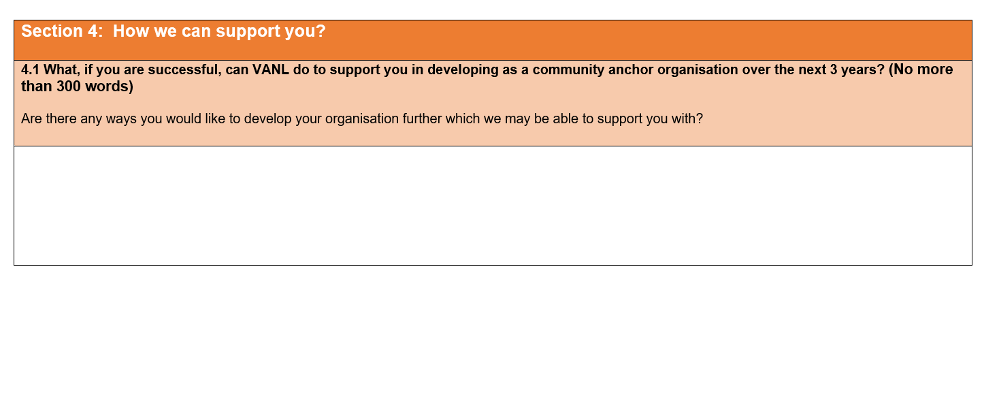 Section 4:  How we can support you?
4.1 What, if you are successful, can VANL do to support you in developing as a community anchor organisation over the next 3 years? (No more
than 300 words)
Are there any ways you would like to develop your organisation further which we may be able to support you with?